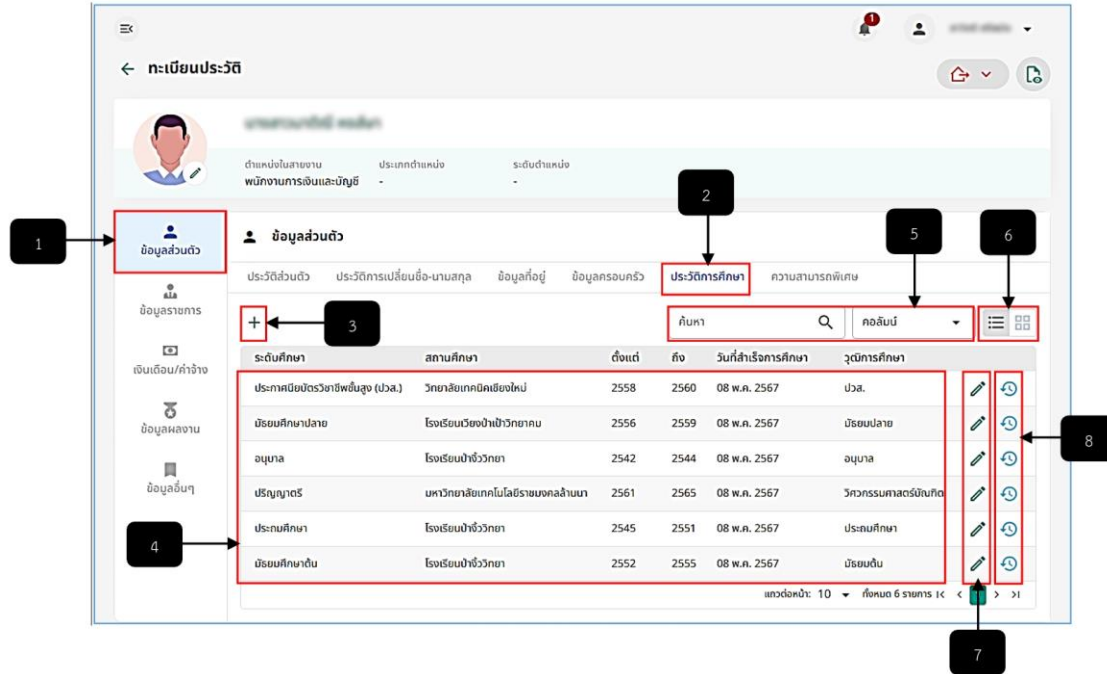 1
ทะเบียนประวัติ
ตำแหน่งในสายงาน ประเภทตำแหน่ง ระดับตำแหน่ง
พนักงานการเงินและบัญชี - -
2
1
ข้อมูลส่วนตัว
ข้อมูลส่วนตัว
5
6
ประวัติส่วนตัว ประวัติการเปลี่ยนชื่อ-นามสกุล ข้อมูลที่อยู่ ข้อมูลครอบครัว ประวัติการศึกษา ความสามารถพิเศษ
ข้อมูลราชการ
3
ค้นหา คอลัมน์
เงินเดือน/ค่าจ้าง
ข้อมูลผลงาน
ข้อมูลอื่นๆ
ระดับศึกษา สถานศึกษา ตั้งแต่ ถึง วันที่สำเร็จการศึกษา วุฒิการศึกษา
ประกาศนียบัตรวิชาชีพชั้นสูง (ปวส.) วิทยาลัยเทคนิคเชียงใหม่ 2558 2560 08 พ.ค. 2567 ปวส.
มัธยมศึกษาปลาย โรงเรียนเวียงป่าเป้าวิทยาคม 2556 2559 08 พ.ค. 2567 มัธยมปลาย
อนุบาล โรงเรียนป่างิ้ววิทยา 2542 2544 08 พ.ค. 2567 อนุบาล
ปริญญาตรี มหาวิทยาลัยเทคโนโลยีราชมงคลล้านนา 2561 2565 08 พ.ค. 2567 วิศวกรรมศาสตร์บัณฑิต
ประถมศึกษา โรงเรียนป่างิ้ววิทยา 2545 2551 08 พ.ค. 2567 ประถมศึกษา
มัธยมศึกษาต้น โรงเรียนป่างิ้ววิทยา 2552 2555 08 พ.ค. 2567 มัธยมต้น
8
4
แถวต่อหน้า: 10 ทั้งหมด 6 รายการ
7